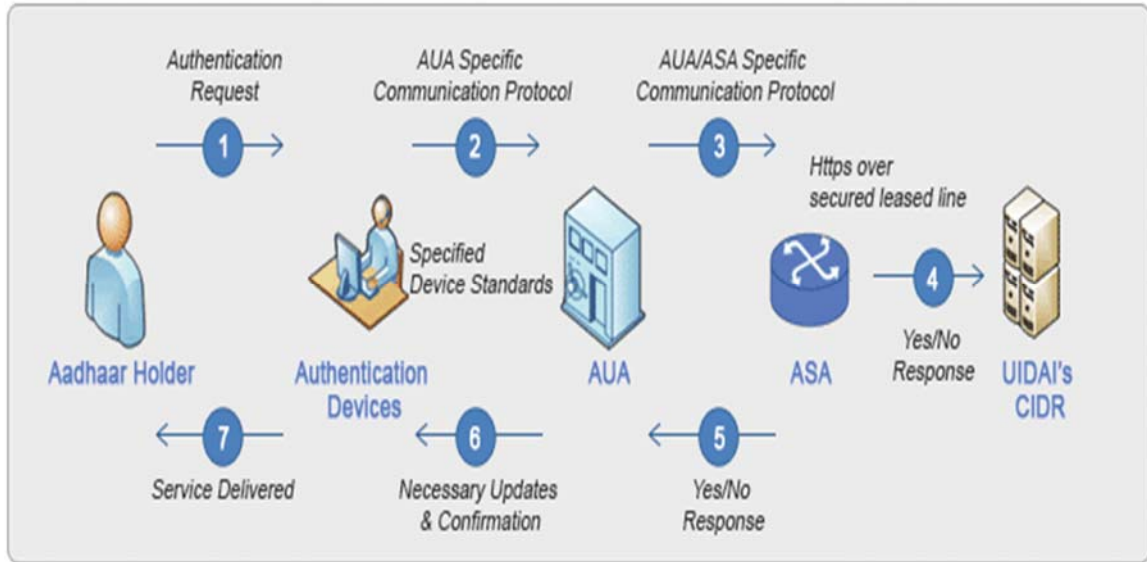 Authentication
Request
1
AUA Specific
Communication Protocol
2
AUA/ASA Specific
Communication Protocol
3
Https over
secured leased line
4
Yes/No
Response
Specified
Device Standards
Aadhaar Holder
Authentication
Devices
AUA
ASA
UIDAI's
CIDR
7
Service Delivered
6
Necessary Updates
& Confirmation
5
Yes/No
Response